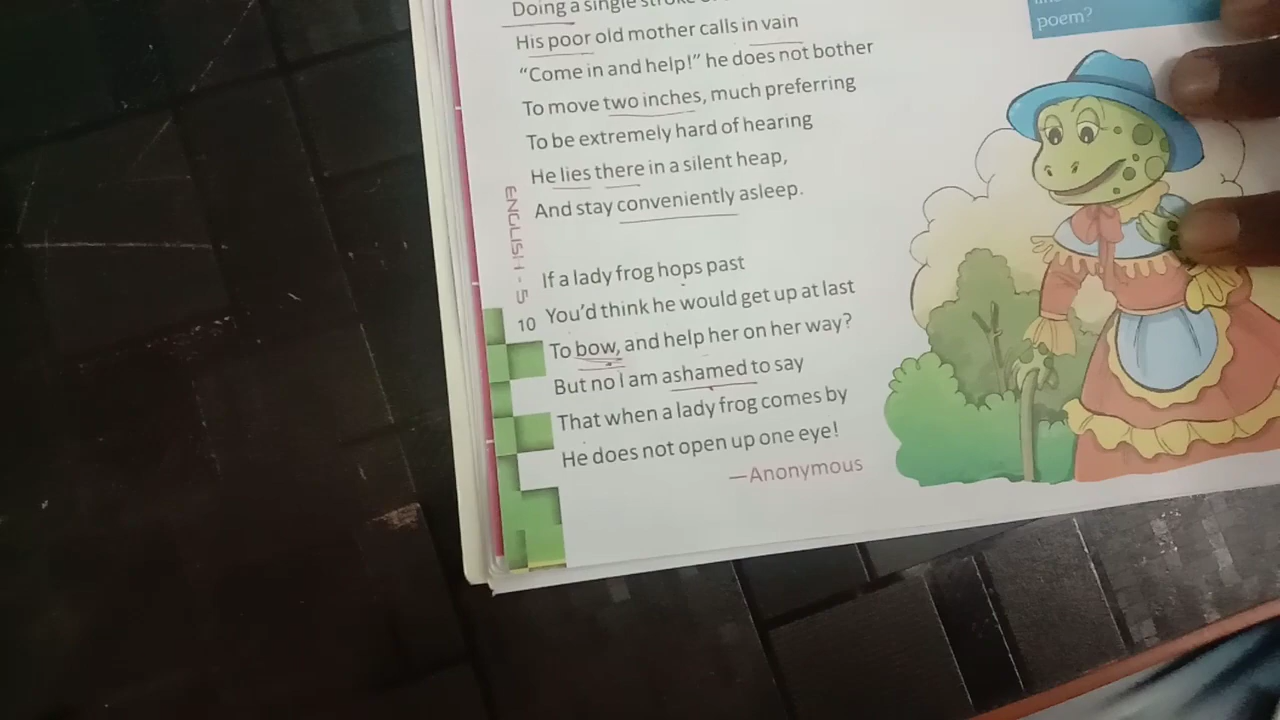 Doing a single stroke
His poor old mother calls in vain
“Come in and help!” he does not bother
To move two inches, much preferring
To be extremely hard of hearing
He lies there in a silent heap,
And stay conveniently asleep.
If a lady frog hops past
You’d think he would get up at last
To bow, and help her on her way?
But no I am ashamed to say
That when a lady frog comes by
He does not open up one eye!
—Anonymous
ENGLISH - 5
10
poem?